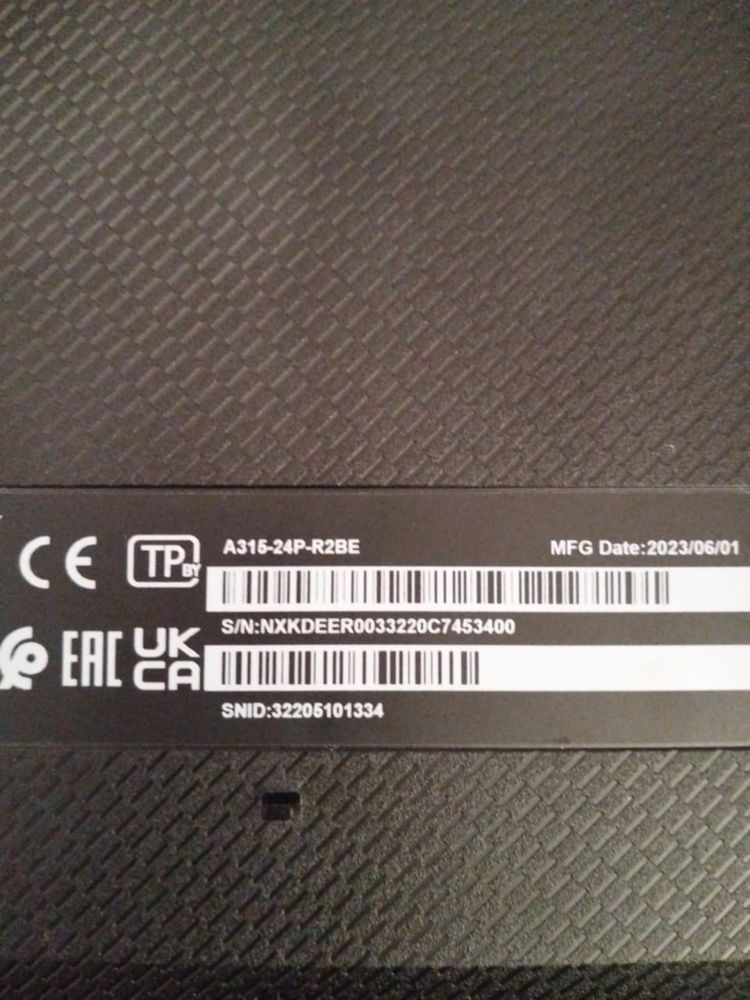 CE
TP BY
A315-24P-R2BE
MFG Date:2023/06/01
S/N:NXKDEER0033220C7453400
EAC
UK
CA
SNID:32205101334